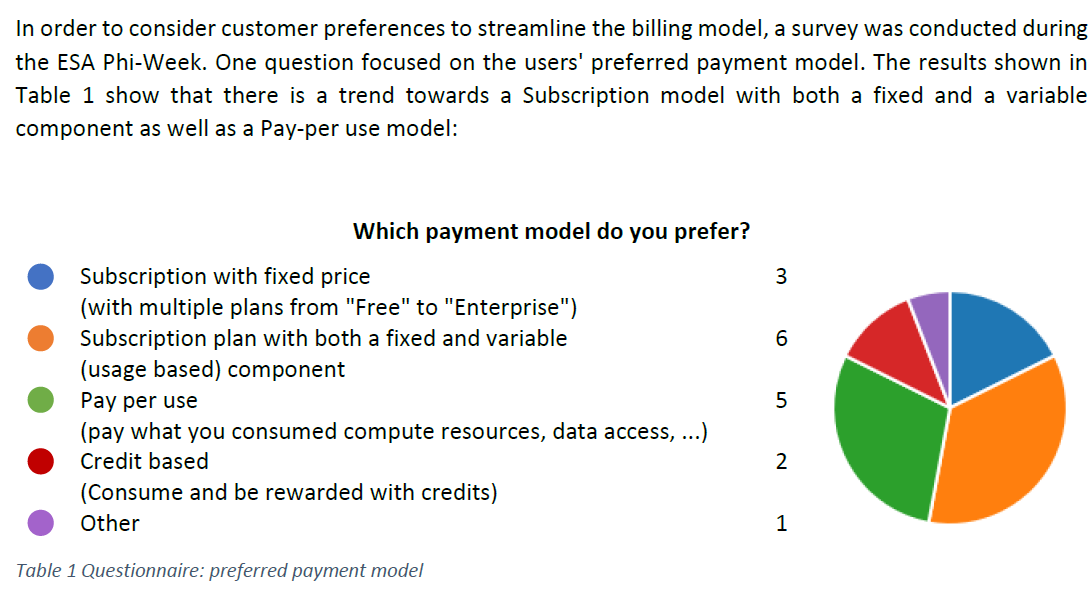 In order to consider customer preferences to streamline the billing model, a survey was conducted during
the ESA Phi-Week. One question focused on the users' preferred payment model. The results shown in
Table 1 show that there is a trend towards a Subscription model with both a fixed and a variable
component as well as a Pay-per use model:
Which payment model do you prefer?
Subscription with fixed price 3
(with multiple plans from "Free" to "Enterprise")
Subscription plan with both a fixed and variable 6
(usage based) component
Pay per use 5
(pay what you consumed compute resources, data access, ...)
Credit based 2
(Consume and be rewarded with credits)
Other 1
Table 1 Questionnaire: preferred payment model